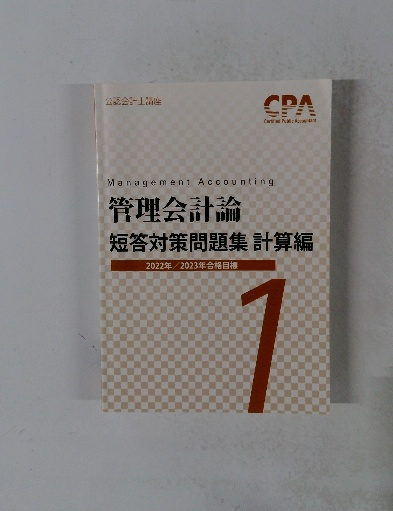 公認会計士講座
CPA
Certified Public Accountant
Management Accounting
管理会計論
短答対策問題集 計算編
2022年／2023年合格目標
1